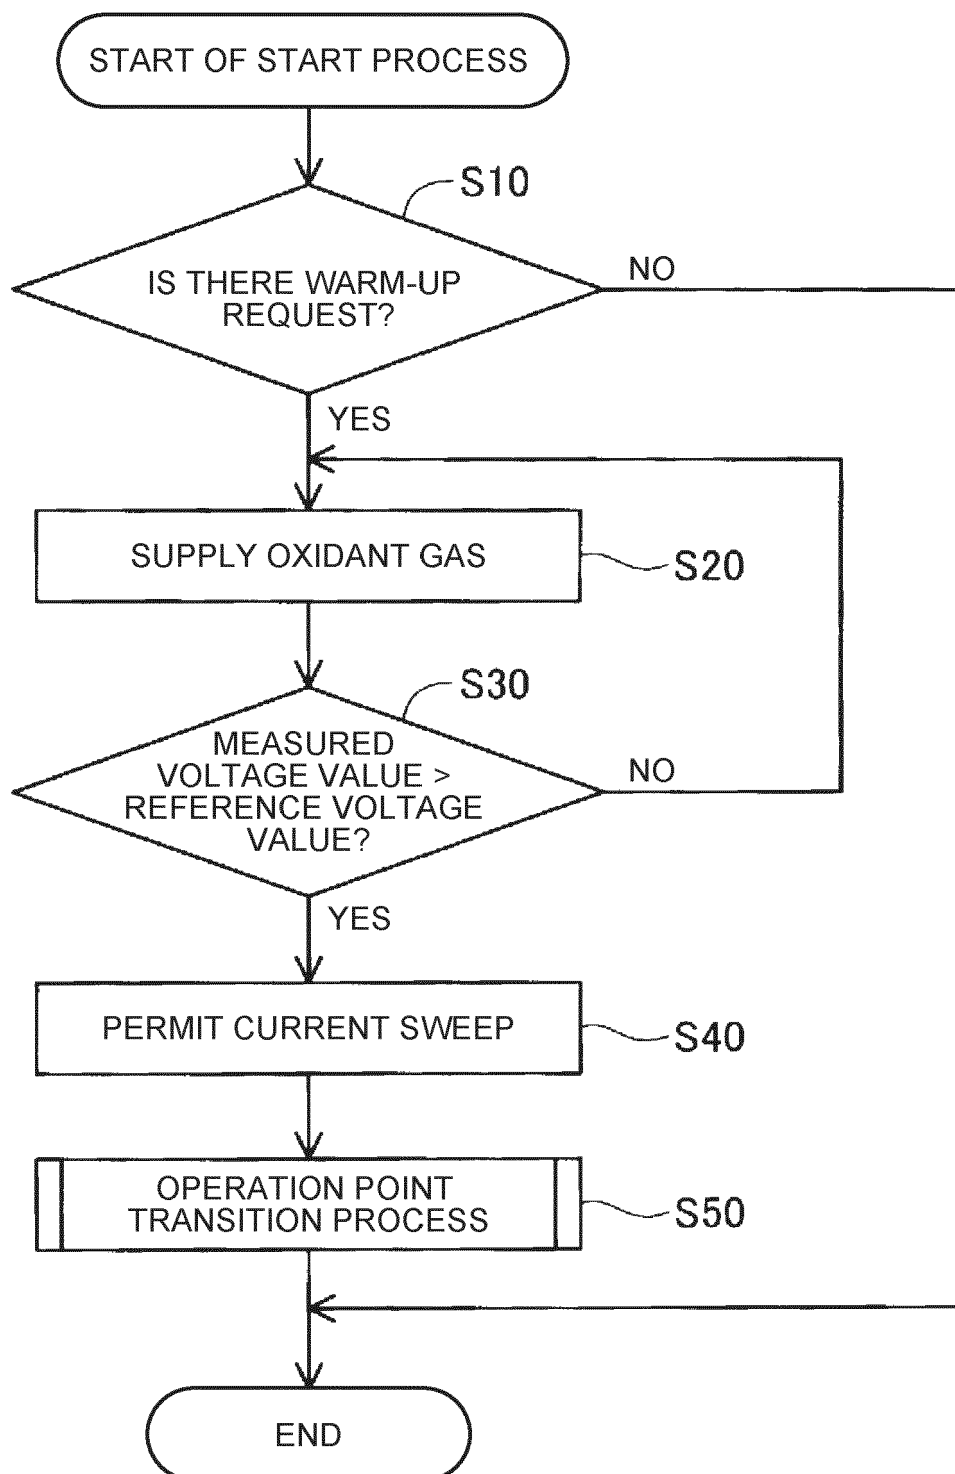 START OF START PROCESS
S10
IS THERE WARM-UP
REQUEST?
NO
YES
SUPPLY OXIDANT GAS
S20
S30
MEASURED
VOLTAGE VALUE >
REFERENCE VOLTAGE
VALUE?
NO
YES
PERMIT CURRENT SWEEP
S40
OPERATION POINT
TRANSITION PROCESS
S50
END